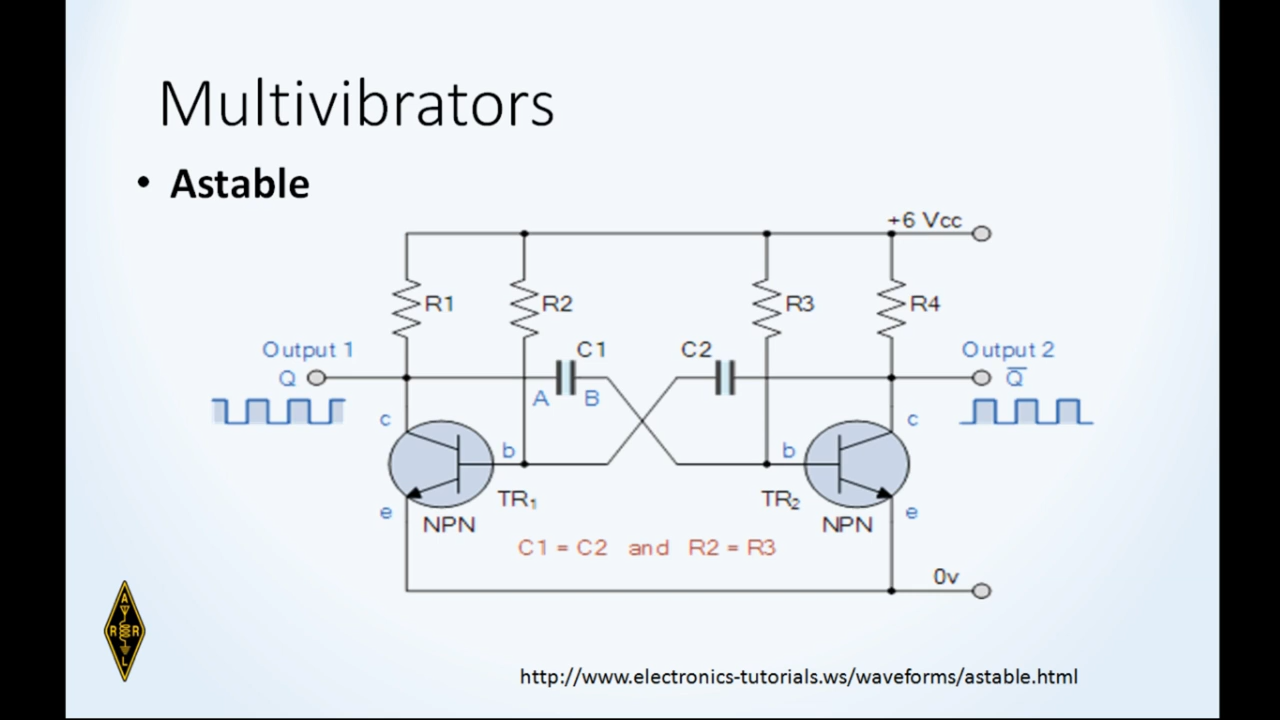 Multivibrators
• Astable
+6 Vcc
R1
R2
R3
R4
Output 1
C1
C2
Output 2
Q
Q̅
A
B
c
c
b
b
TR₁
TR₂
e
e
NPN
NPN
C1 = C2 and R2 = R3
0v
A
R R
L
http://www.electronics-tutorials.ws/waveforms/astable.html